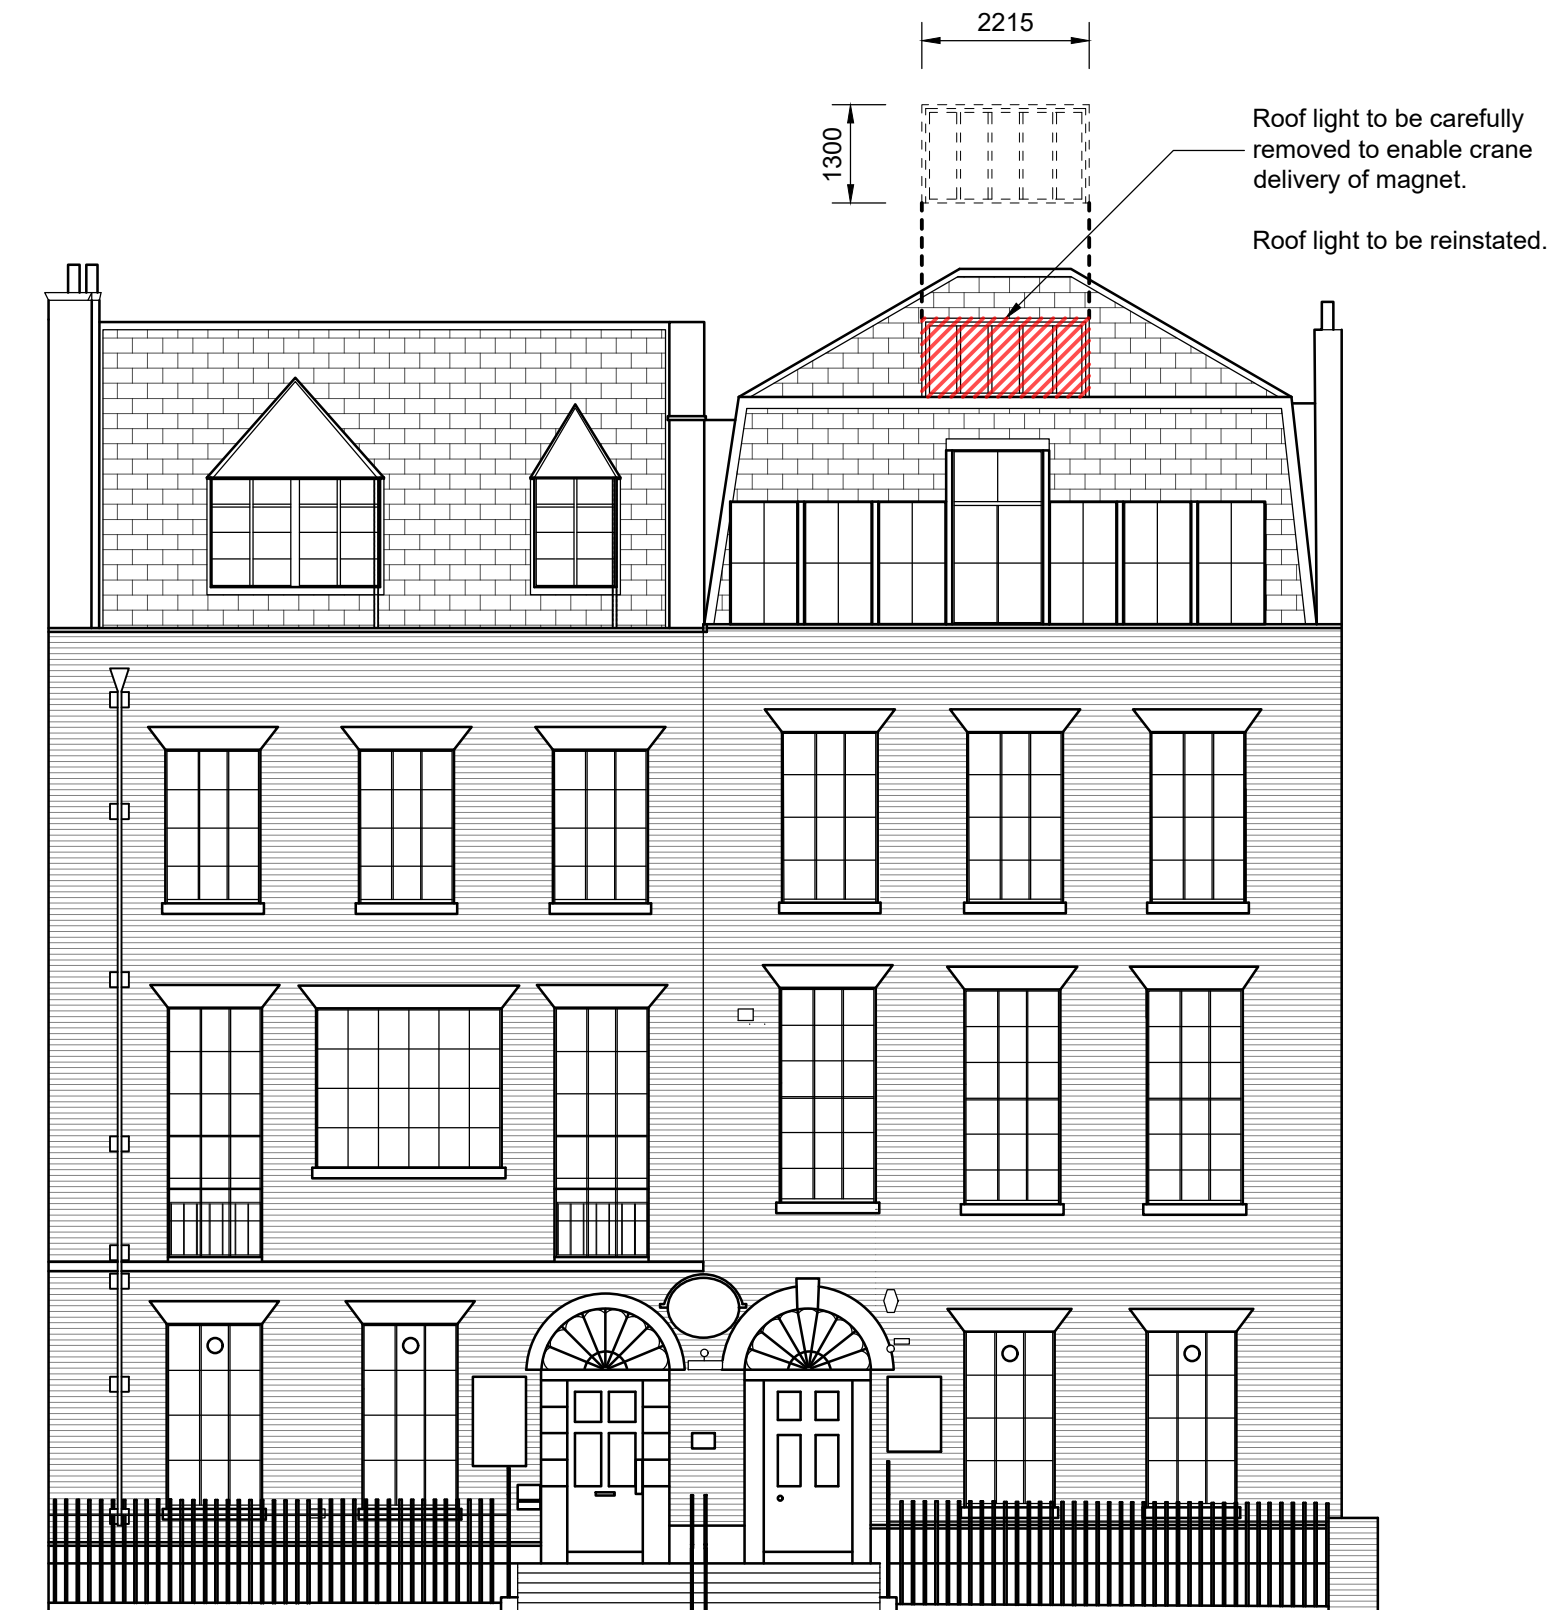 2215
1300
Roof light to be carefully
removed to enable crane
delivery of magnet.
Roof light to be reinstated.